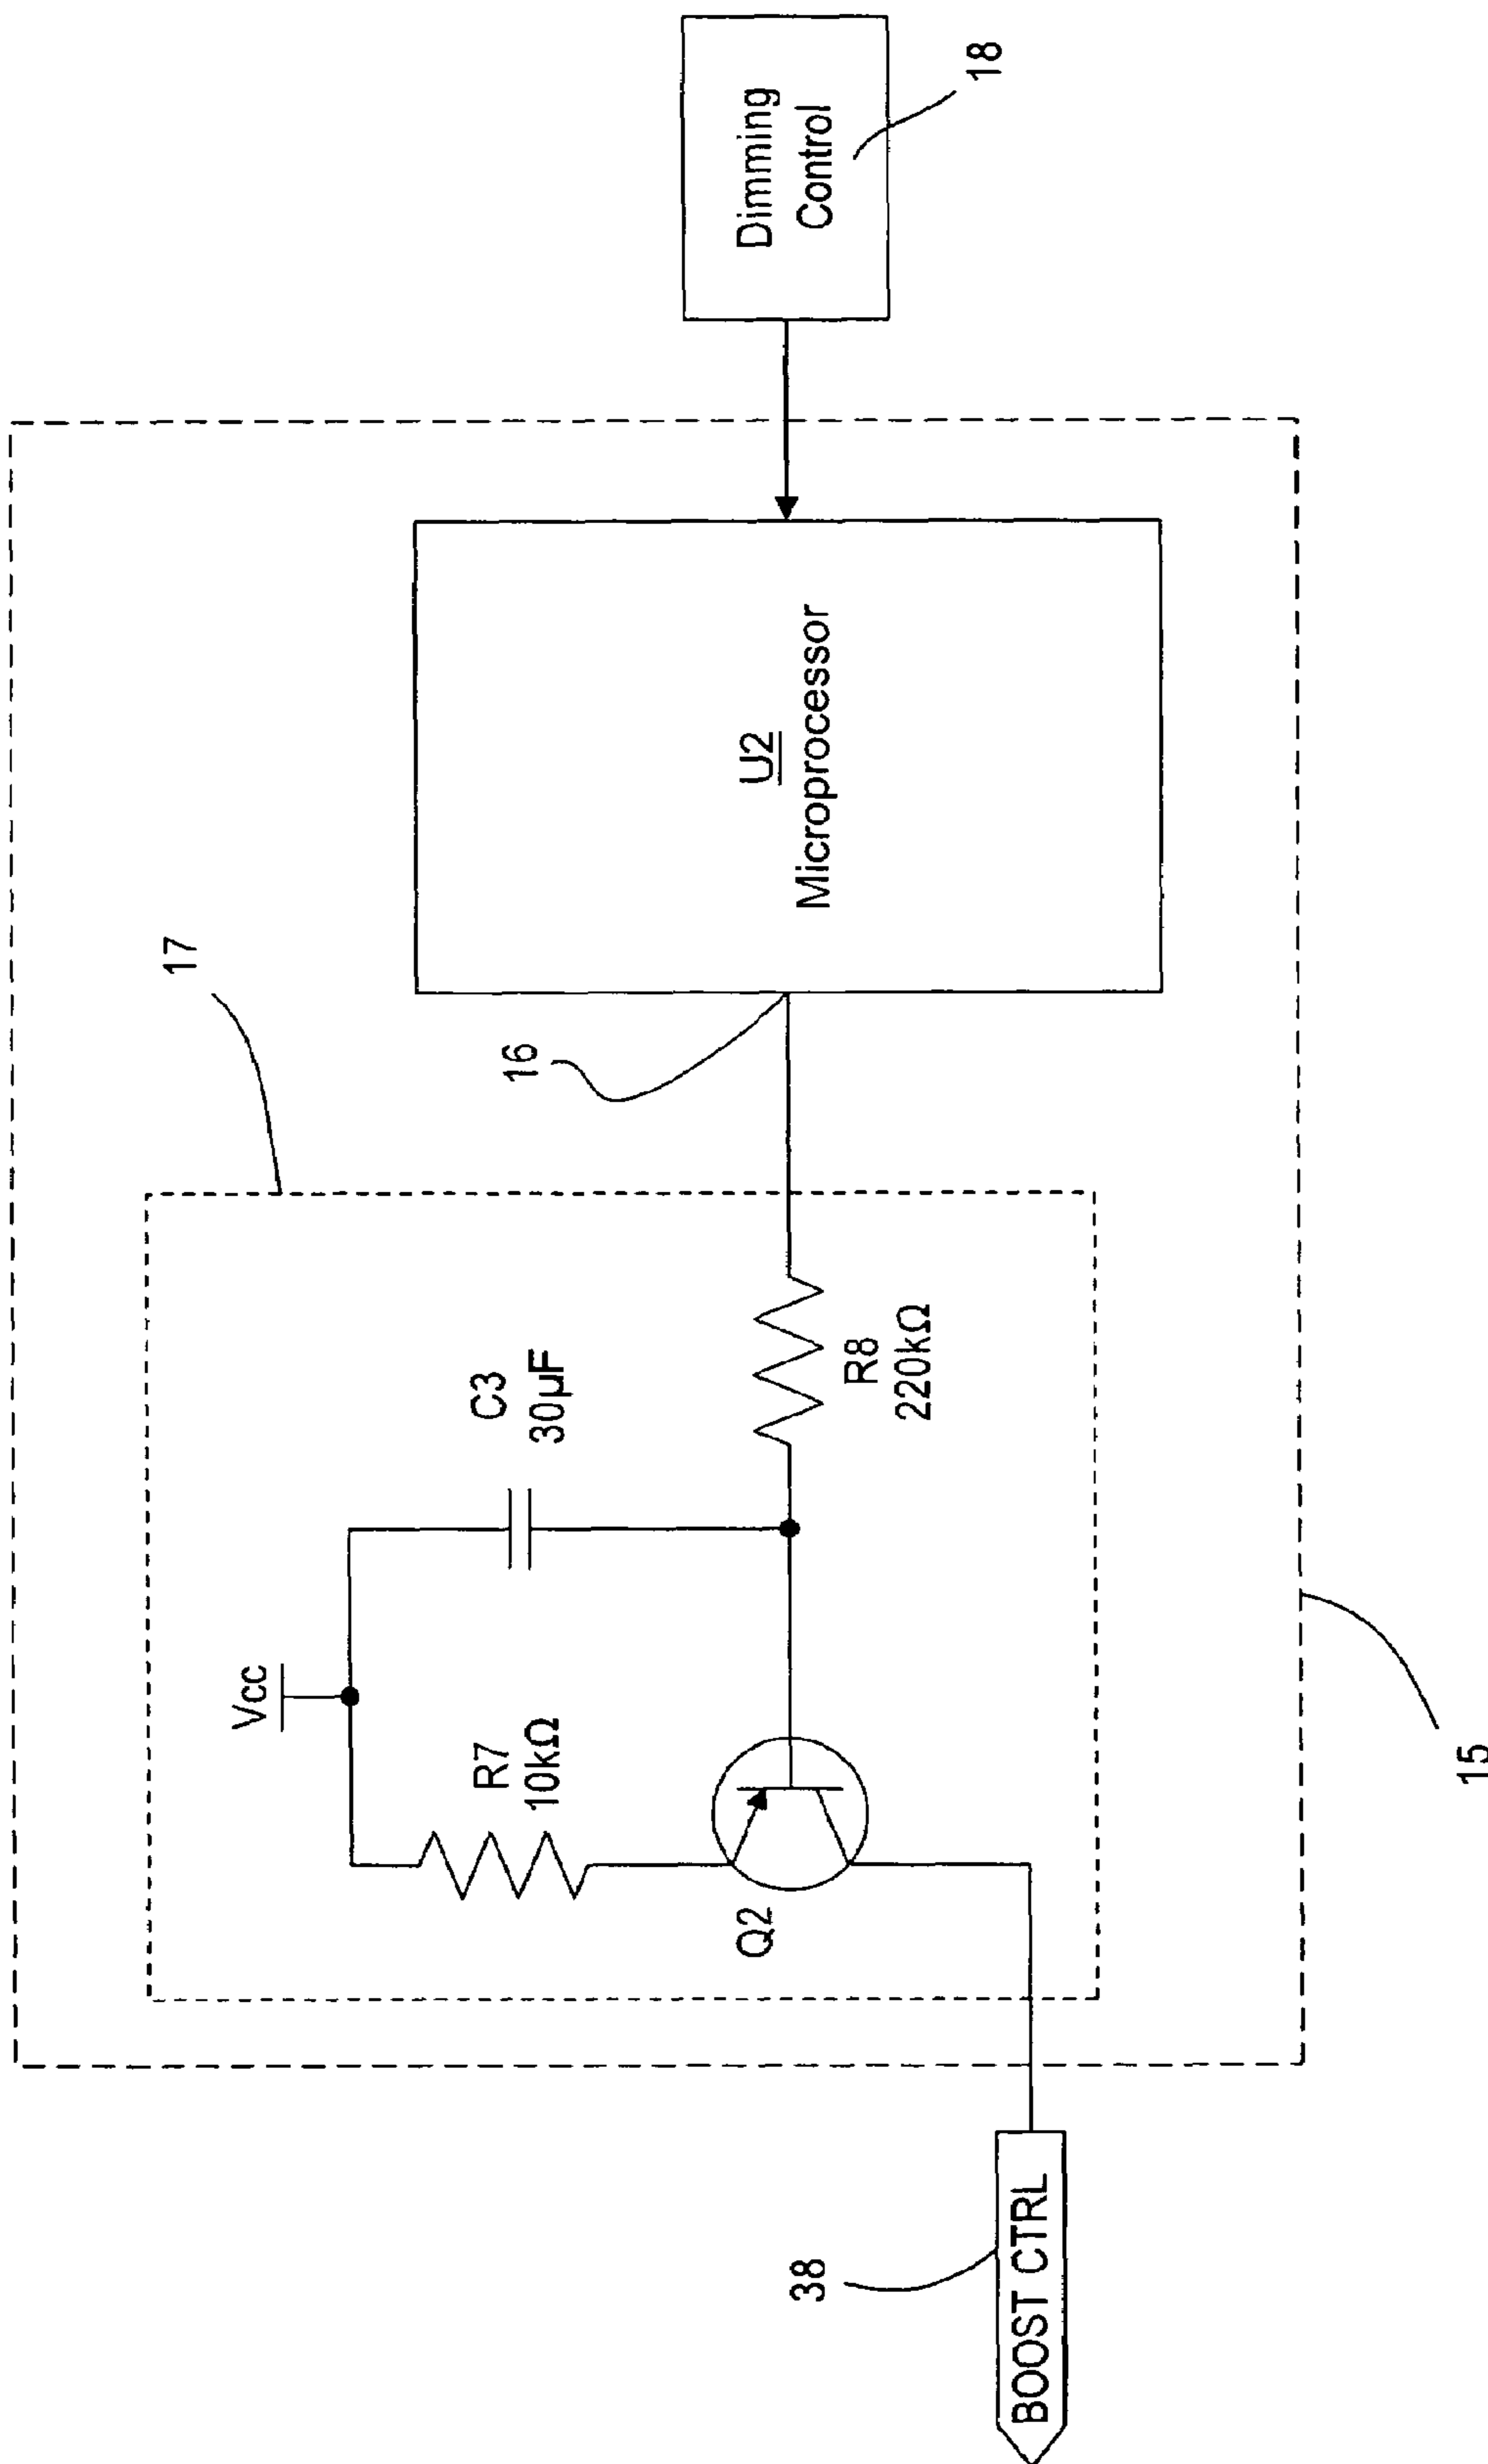 Dimming
Control
18
U2
Microprocessor
17
16
C3
30µF
R8
220kΩ
Vcc
R7
10kΩ
Q2
15
38
BOOST CTRL